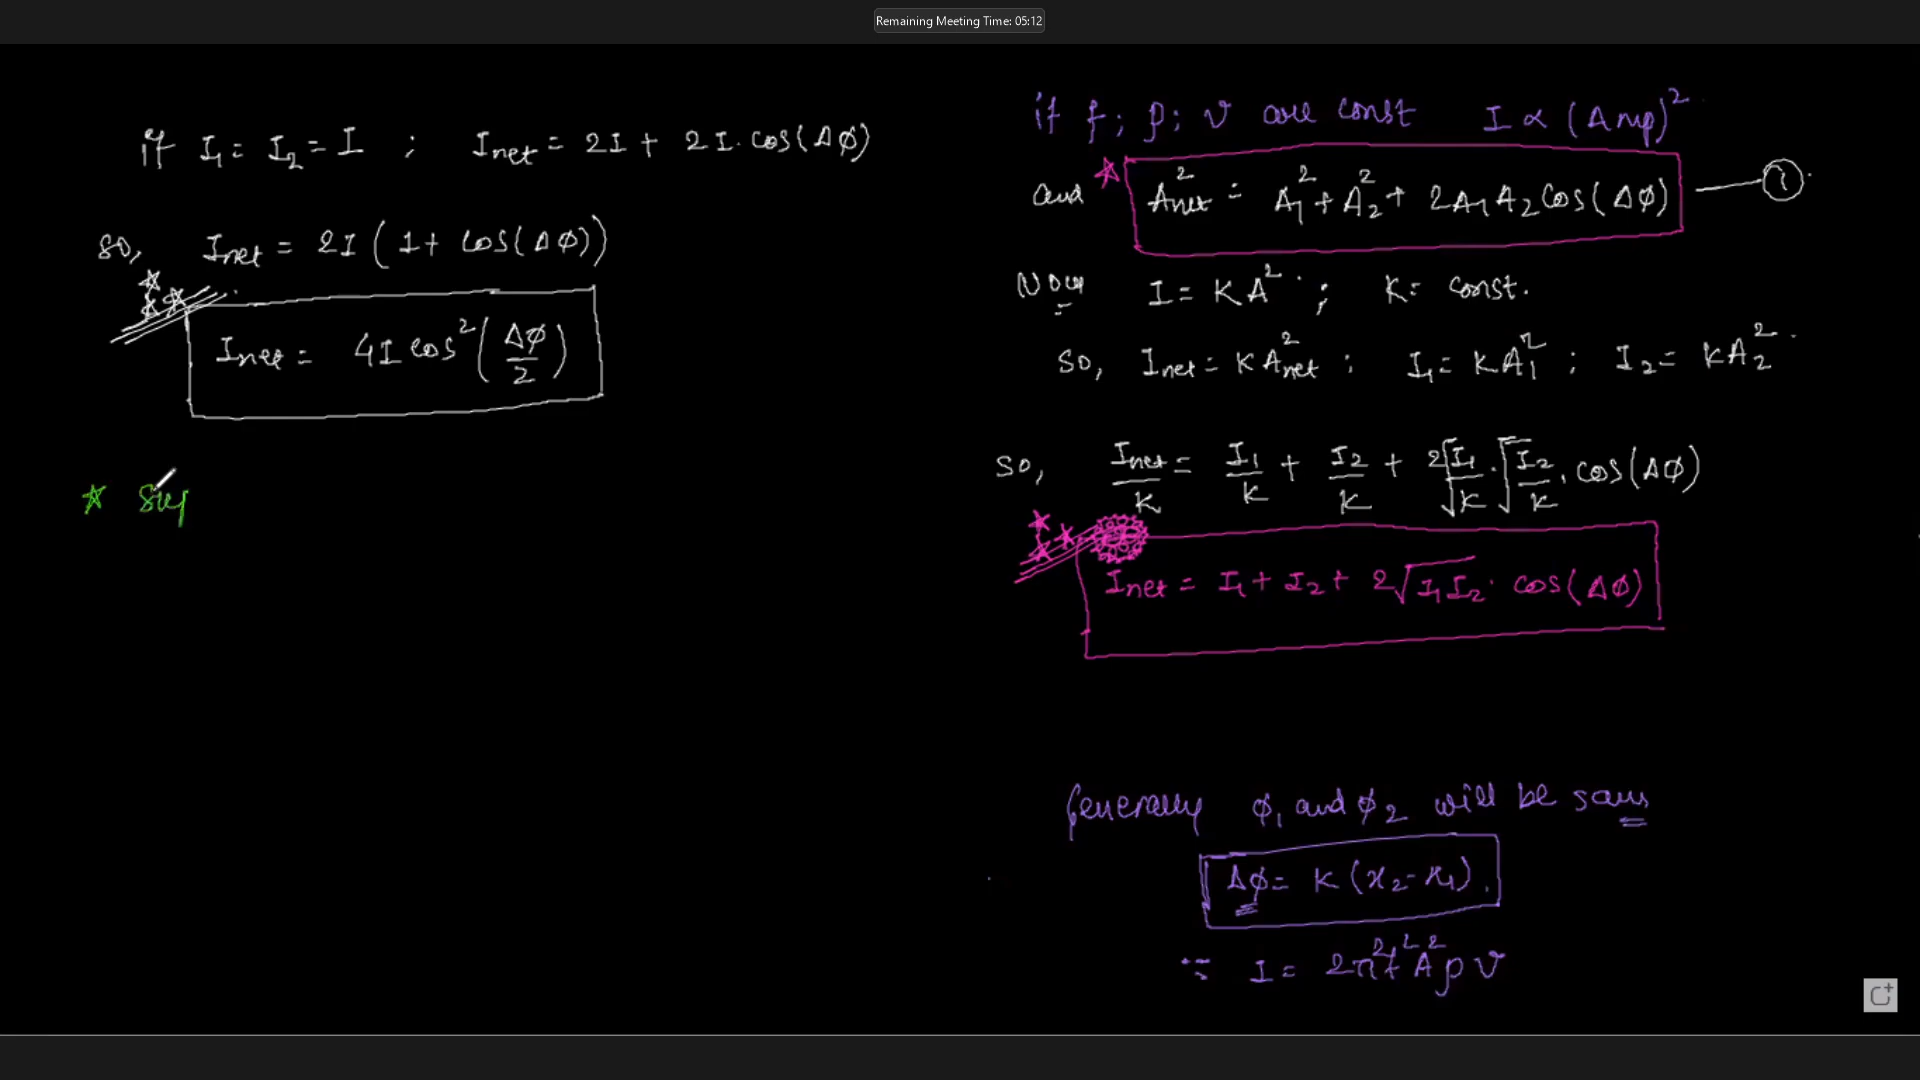 Remaining Meeting Time: 05:12
if I₁ = I₂ = I ; Inet = 2I + 2I·cos(Δφ)
so, Inet = 2I(1 + cos(Δφ))
Inet = 4I cos²(Δφ/2)
* Sup
if f; ρ; v are const I ∝ (Amp)²
and * Anet² = A₁² + A₂² + 2A₁A₂cos(Δφ) — ①
Now I = KA² ; K = const.
so, Inet = KAnet² ; I₁ = KA₁² ; I₂ = KA₂²
so, Inet/K = I₁/K + I₂/K + 2√(I₁/K)·√(I₂/K)·cos(Δφ)
Inet = I₁ + I₂ + 2√(I₁I₂)·cos(Δφ)
Generally φ₁ and φ₂ will be same
Δφ = K(x₂ - x₁).
∵ I = 2π²f²A²ρv